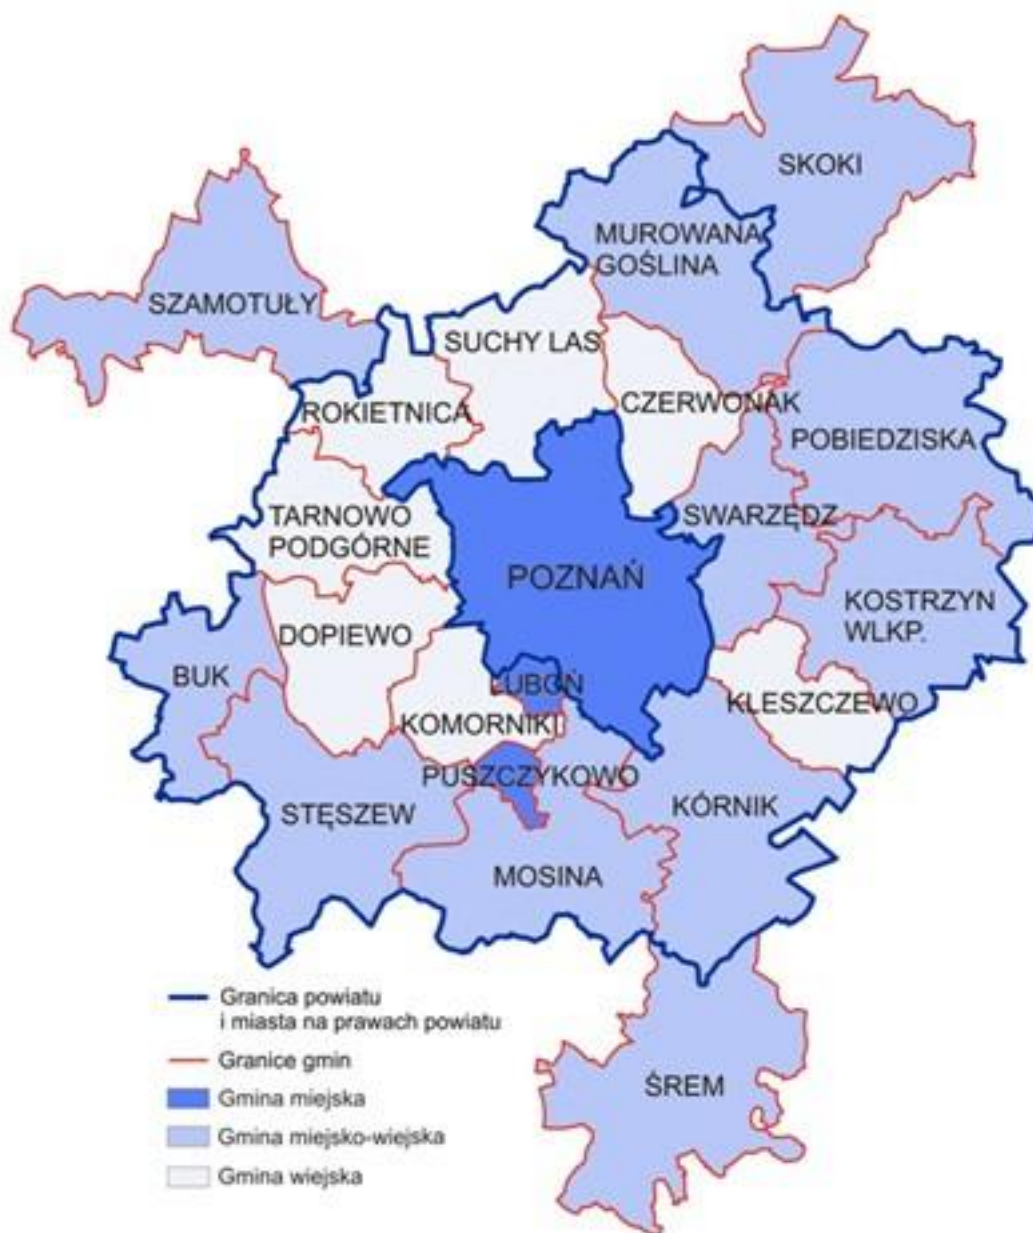 SKOKI
MUROWANA
GOŚLINA
SZAMOTUŁY
SUCHY LAS
ROKIETNICA
CZERWONAK
POBIEDZISKA
TARNOWO
PODGÓRNE
SWARZĘDZ
POZNAŃ
KOSTRZYN
WLKP.
DOPIEWO
BUK
LUBOŃ
KLESZCZEWO
KOMORNIKI
PUSZCZYKOWO
STĘSZEW
KÓRNIK
MOSINA
Granica powiatu
i miasta na prawach powiatu
Granice gmin
Gmina miejska
Gmina miejsko-wiejska
Gmina wiejska
ŚREM